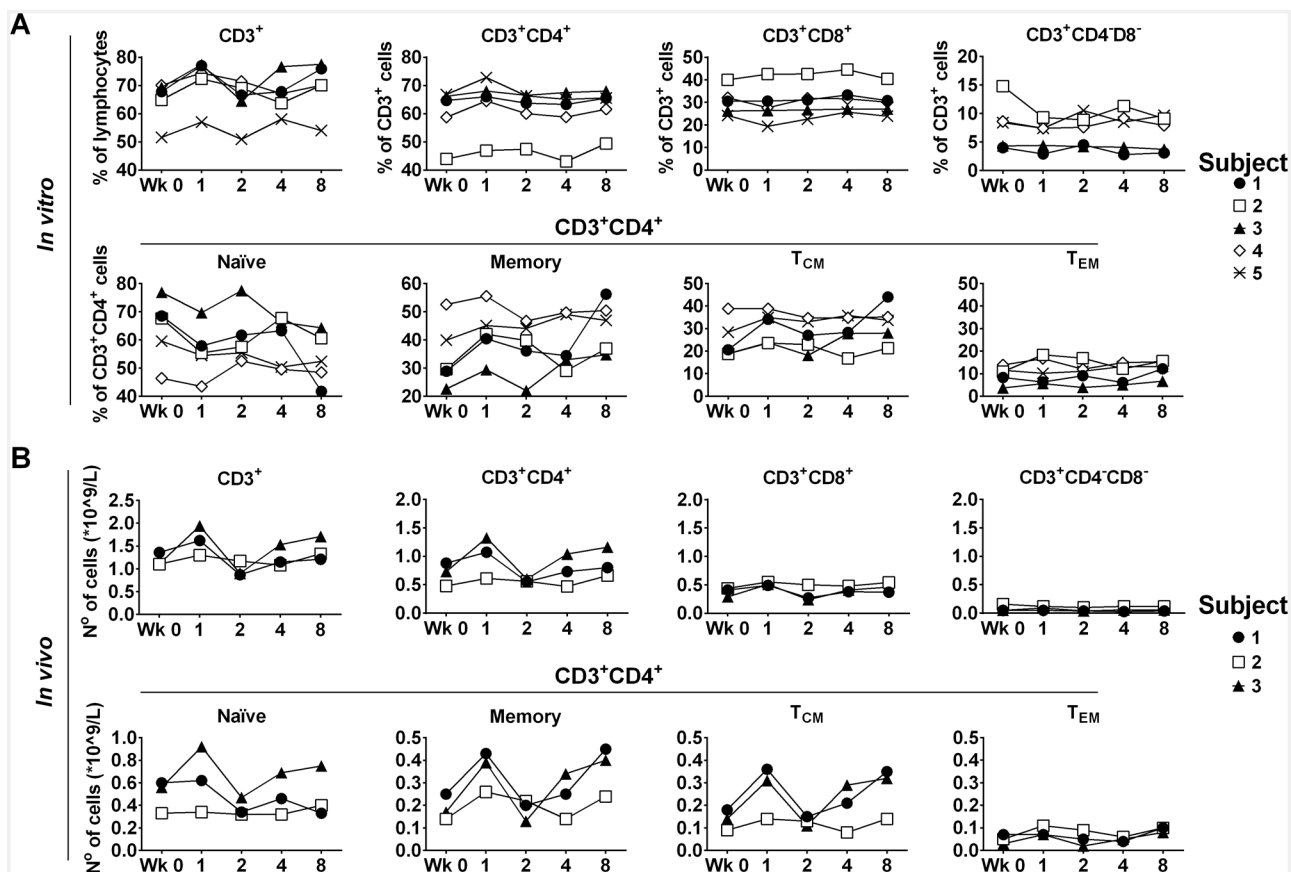 A
In vitro
CD3⁺ CD3⁺CD4⁺ CD3⁺CD8⁺ CD3⁺CD4⁻D8⁻
% of lymphocytes
80
70
60
50
40
Wk 0 1 2 4 8
% of CD3⁺ cells
80
70
60
50
40
Wk 0 1 2 4 8
% of CD3⁺ cells
50
40
30
20
10
0
Wk 0 1 2 4 8
% of CD3⁺ cells
20
15
10
5
0
Wk 0 1 2 4 8
Subject
1
2
3
4
5
CD3⁺CD4⁺
Naïve Memory T_CM T_EM
% of CD3⁺CD4⁺ cells
80
70
60
50
40
Wk 0 1 2 4 8
60
50
40
30
20
Wk 0 1 2 4 8
50
40
30
20
10
0
Wk 0 1 2 4 8
50
40
30
20
10
0
Wk 0 1 2 4 8
B
In vivo
CD3⁺ CD3⁺CD4⁺ CD3⁺CD8⁺ CD3⁺CD4⁻CD8⁻
Nº of cells (*10^9/L)
2.5
2.0
1.5
1.0
0.5
0.0
Wk 0 1 2 4 8
2.0
1.5
1.0
0.5
0.0
Wk 0 1 2 4 8
2.0
1.5
1.0
0.5
0.0
Wk 0 1 2 4 8
2.0
1.5
1.0
0.5
0.0
Wk 0 1 2 4 8
Subject
1
2
3
CD3⁺CD4⁺
Naïve Memory T_CM T_EM
Nº of cells (*10^9/L)
1.0
0.8
0.6
0.4
0.2
0.0
Wk 0 1 2 4 8
0.5
0.4
0.3
0.2
0.1
0.0
Wk 0 1 2 4 8
0.5
0.4
0.3
0.2
0.1
0.0
Wk 0 1 2 4 8
0.5
0.4
0.3
0.2
0.1
0.0
Wk 0 1 2 4 8